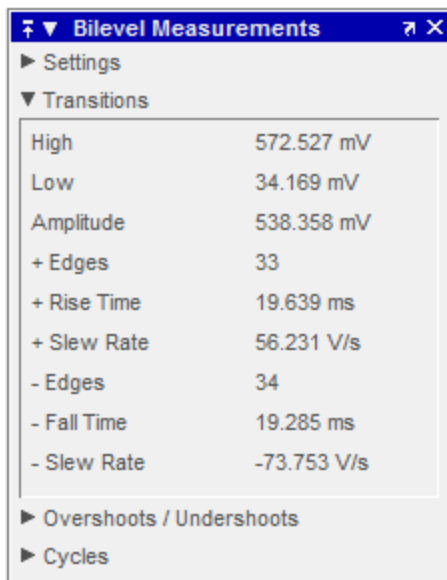 Bilevel Measurements
Settings
Transitions
High 572.527 mV
Low 34.169 mV
Amplitude 538.358 mV
+ Edges 33
+ Rise Time 19.639 ms
+ Slew Rate 56.231 V/s
- Edges 34
- Fall Time 19.285 ms
- Slew Rate -73.753 V/s
Overshoots / Undershoots
Cycles